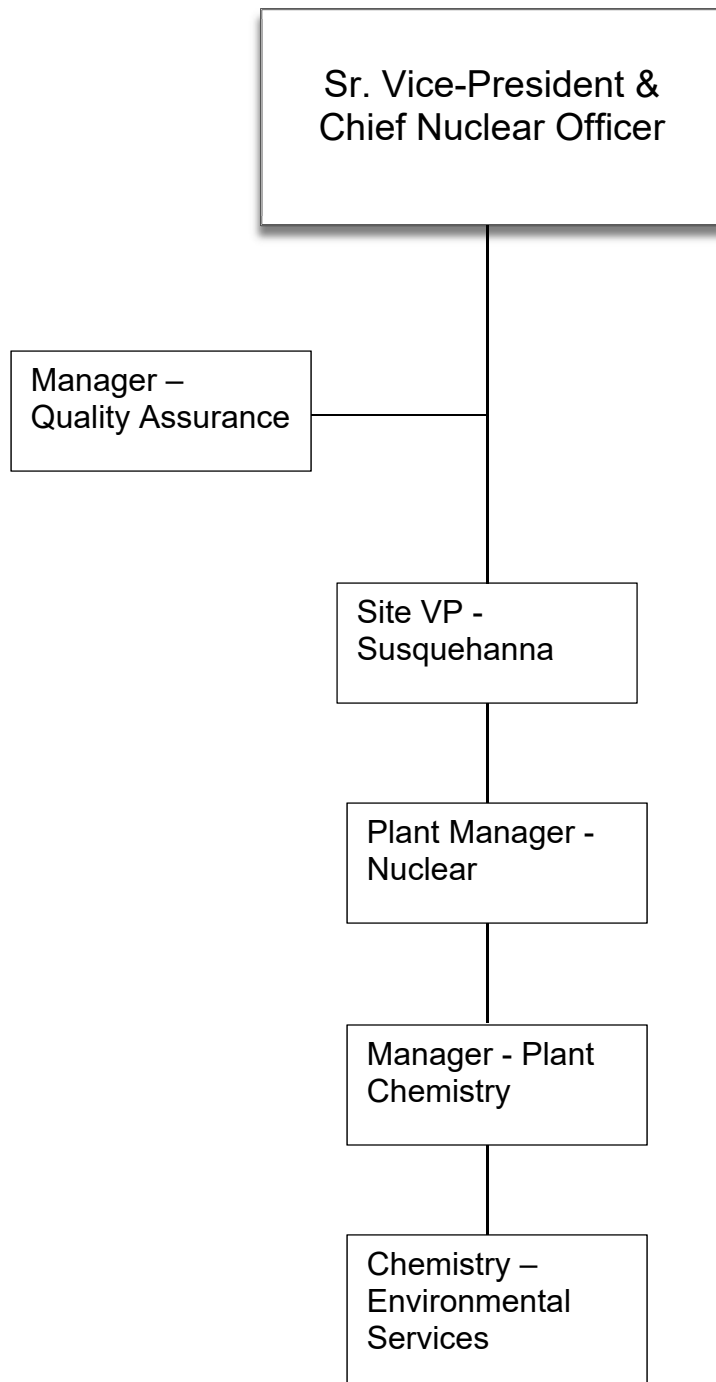 Sr. Vice-President &
Chief Nuclear Officer
Manager –
Quality Assurance
Site VP -
Susquehanna
Plant Manager -
Nuclear
Manager - Plant
Chemistry
Chemistry –
Environmental
Services